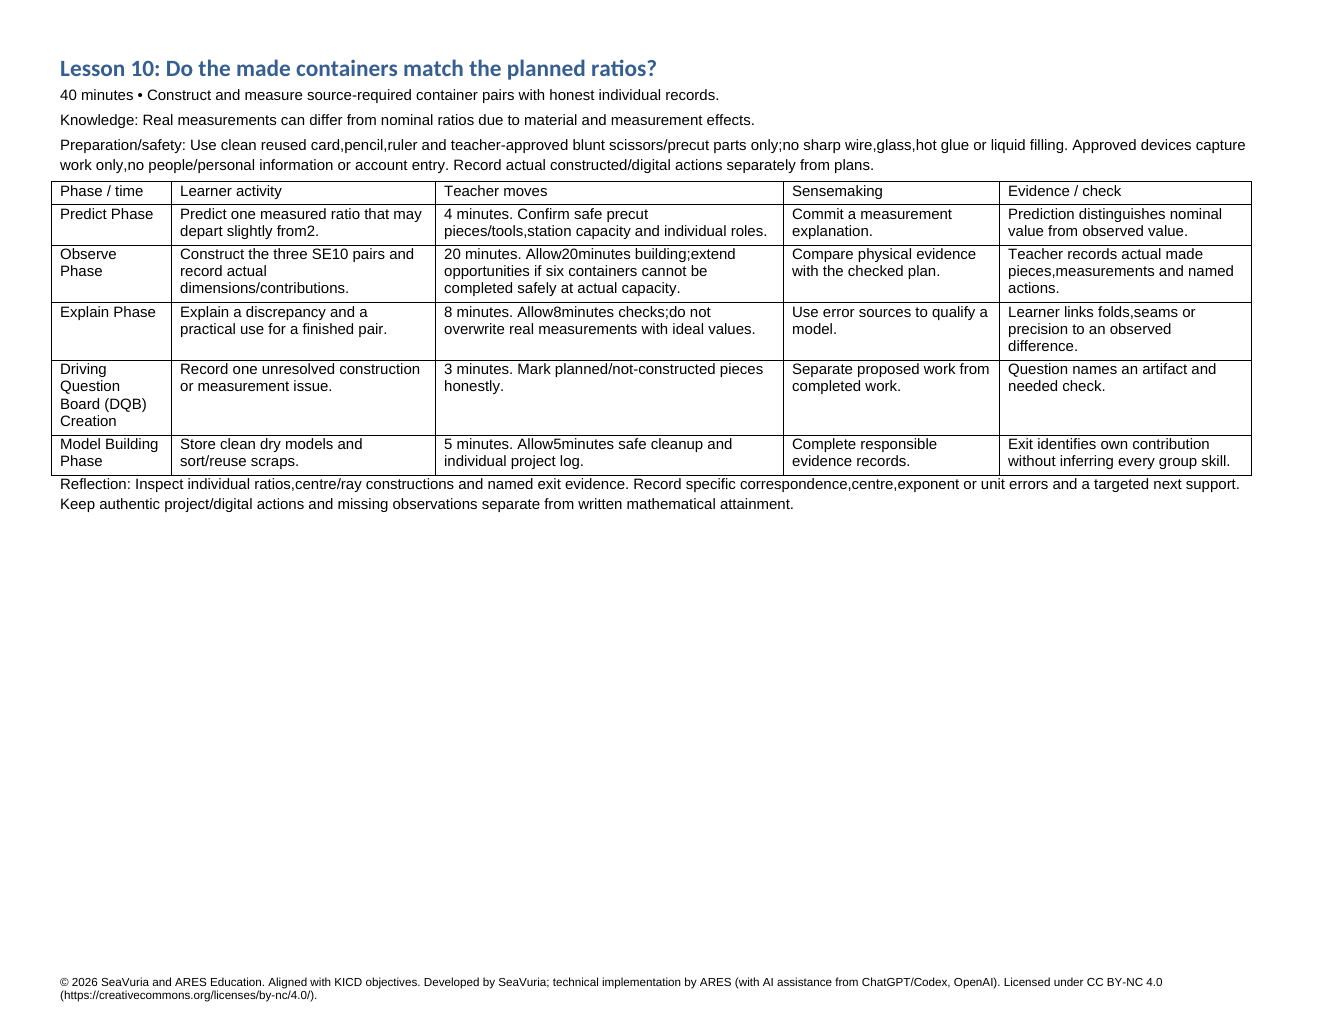 Lesson 10: Do the made containers match the planned ratios?
40 minutes • Construct and measure source-required container pairs with honest individual records.
Knowledge: Real measurements can differ from nominal ratios due to material and measurement effects.
Preparation/safety: Use clean reused card,pencil,ruler and teacher-approved blunt scissors/precut parts only;no sharp wire,glass,hot glue or liquid filling. Approved devices capture
work only,no people/personal information or account entry. Record actual constructed/digital actions separately from plans.
Phase / time
Learner activity
Teacher moves
Sensemaking
Evidence / check
Predict Phase
Predict one measured ratio that may
depart slightly from2.
4 minutes. Confirm safe precut
pieces/tools,station capacity and individual roles.
Commit a measurement
explanation.
Prediction distinguishes nominal
value from observed value.
Observe
Phase
Construct the three SE10 pairs and
record actual
dimensions/contributions.
20 minutes. Allow20minutes building;extend
opportunities if six containers cannot be
completed safely at actual capacity.
Compare physical evidence
with the checked plan.
Teacher records actual made
pieces,measurements and named
actions.
Explain Phase
Explain a discrepancy and a
practical use for a finished pair.
8 minutes. Allow8minutes checks;do not
overwrite real measurements with ideal values.
Use error sources to qualify a
model.
Learner links folds,seams or
precision to an observed
difference.
Driving
Question
Board (DQB)
Creation
Record one unresolved construction
or measurement issue.
3 minutes. Mark planned/not-constructed pieces
honestly.
Separate proposed work from
completed work.
Question names an artifact and
needed check.
Model Building
Phase
Store clean dry models and
sort/reuse scraps.
5 minutes. Allow5minutes safe cleanup and
individual project log.
Complete responsible
evidence records.
Exit identifies own contribution
without inferring every group skill.
Reflection: Inspect individual ratios,centre/ray constructions and named exit evidence. Record specific correspondence,centre,exponent or unit errors and a targeted next support.
Keep authentic project/digital actions and missing observations separate from written mathematical attainment.
© 2026 SeaVuria and ARES Education. Aligned with KICD objectives. Developed by SeaVuria; technical implementation by ARES (with AI assistance from ChatGPT/Codex, OpenAI). Licensed under CC BY-NC 4.0
(https://creativecommons.org/licenses/by-nc/4.0/).